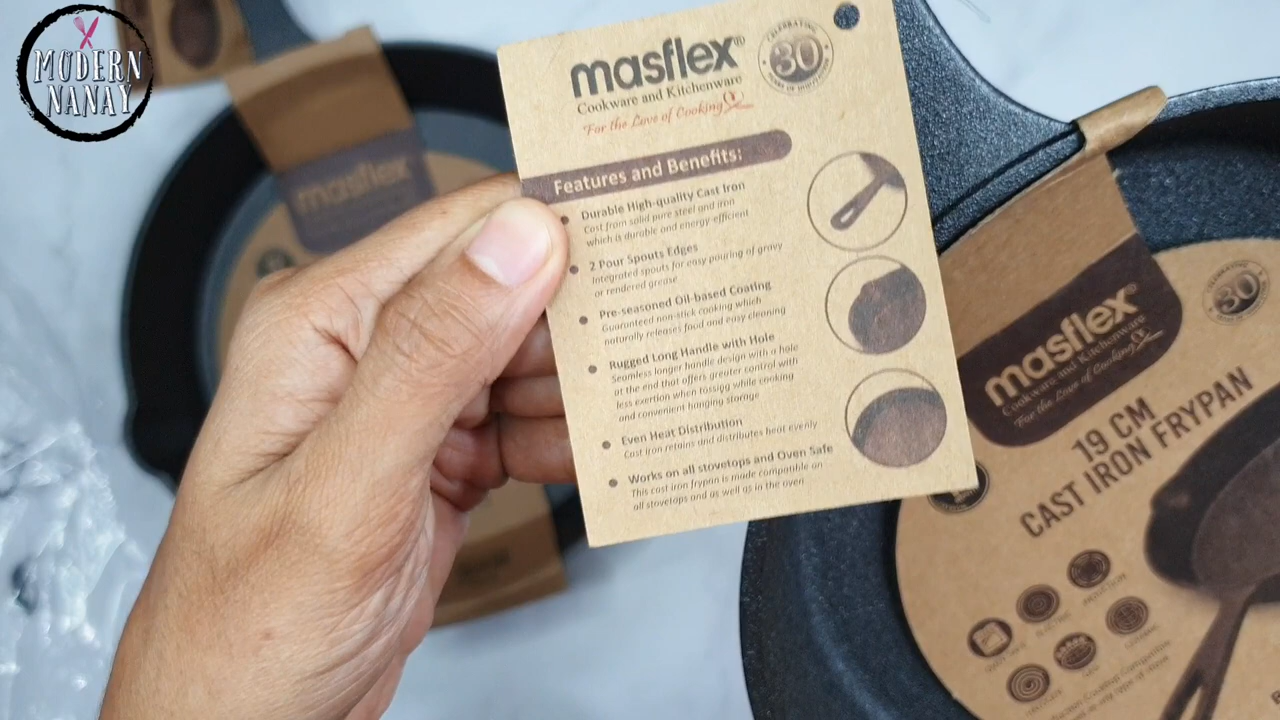 MODERN
NANAY
masflex®
Cookware and Kitchenware
For the Love of Cooking
CELEBRATING
30
Features and Benefits:
Durable High-quality Cast Iron
Cast from solid pure steel and iron
which is durable and energy-efficient
2 Pour Spouts Edges
Integrated spouts for easy pouring of gravy
or rendered grease
Pre-seasoned Oil-based Coating
Guaranteed non-stick cooking which
naturally releases food and easy cleaning
Rugged Long Handle with Hole
Seamless longer handle design with a hole
at the end that offers greater control with
less exertion when tossing while cooking
and convenient hanging storage
Even Heat Distribution
Cast iron retains and distributes heat evenly
Works on all stovetops and Oven Safe
This cast iron frypan is made compatible on
all stovetops and as well as in the oven
masflex
masflex®
Cookware and Kitchenware
For the Love of Cooking
30
19 CM
CAST IRON FRYPAN
INDUCTION
ELECTRIC
CERAMIC